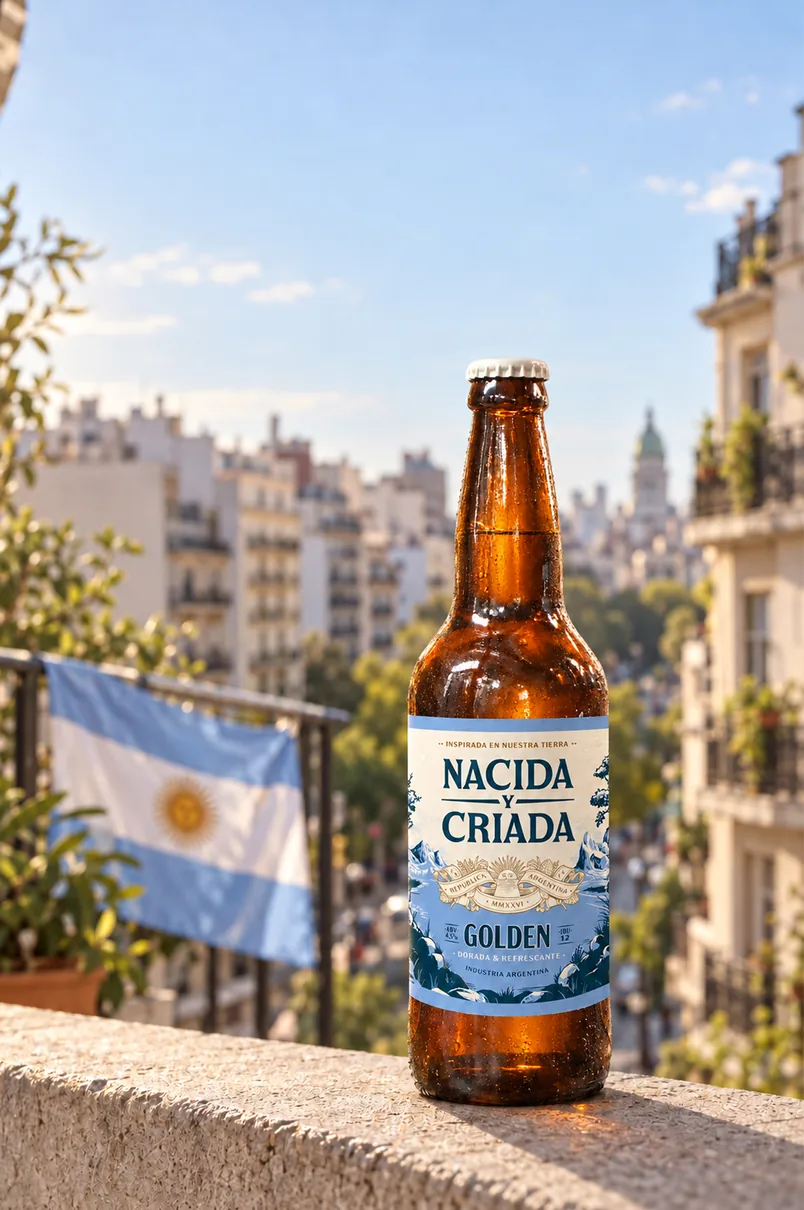 ·· INSPIRADA EN NUESTRA TIERRA ··
NACIDA
Y
CRIADA
REPÚBLICA ARGENTINA
· MMXXVI ·
ABV
4,5%
GOLDEN
IBU
12
· DORADA & REFRESCANTE ·
INDUSTRIA ARGENTINA